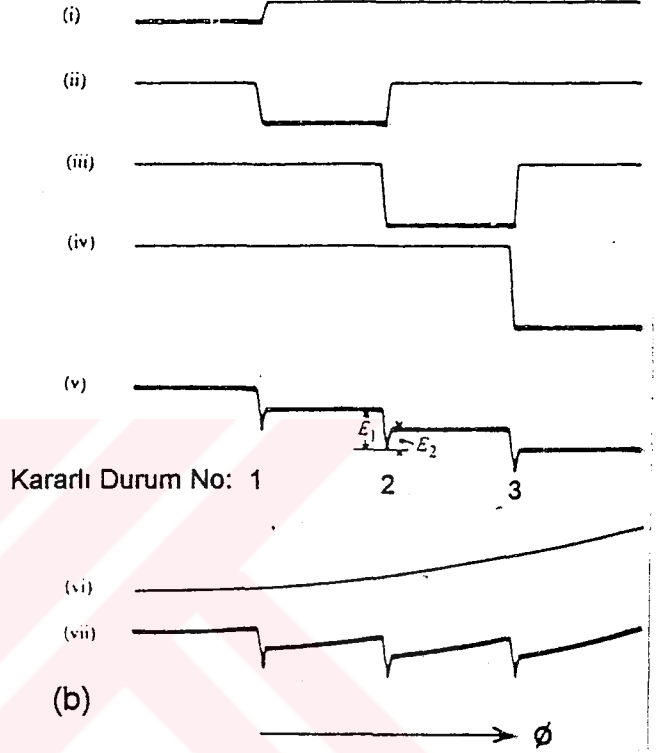 (i)
(ii)
(iii)
(iv)
(v)
E₁
E₂
Kararlı Durum No: 1 2 3
(vi)
(vii)
(b)
ø